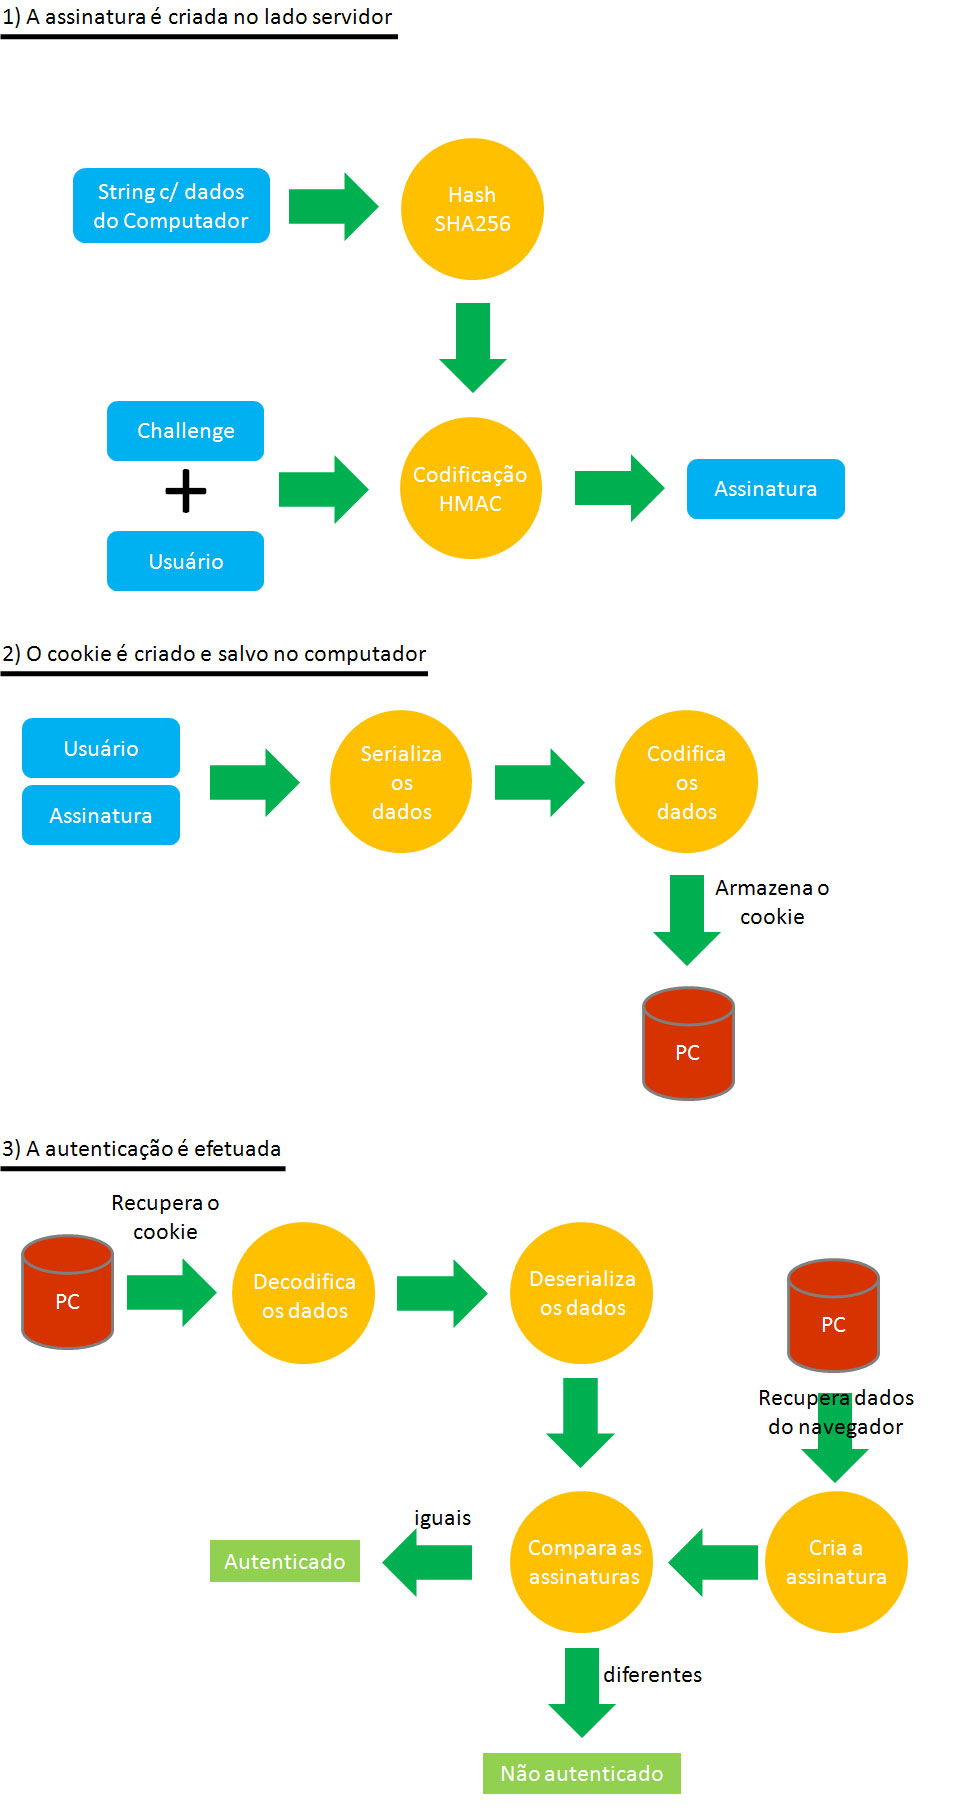 1) A assinatura é criada no lado servidor
String c/ dados
do Computador
Hash
SHA256
Challenge
+
Usuário
Codificação
HMAC
Assinatura
2) O cookie é criado e salvo no computador
Usuário
Assinatura
Serializa
os
dados
Codifica
os
dados
Armazena o
cookie
PC
3) A autenticação é efetuada
Recupera o
cookie
PC
Decodifica
os dados
Deserializa
os dados
PC
Recupera dados
do navegador
iguais
Autenticado
Compara as
assinaturas
Cria a
assinatura
diferentes
Não autenticado